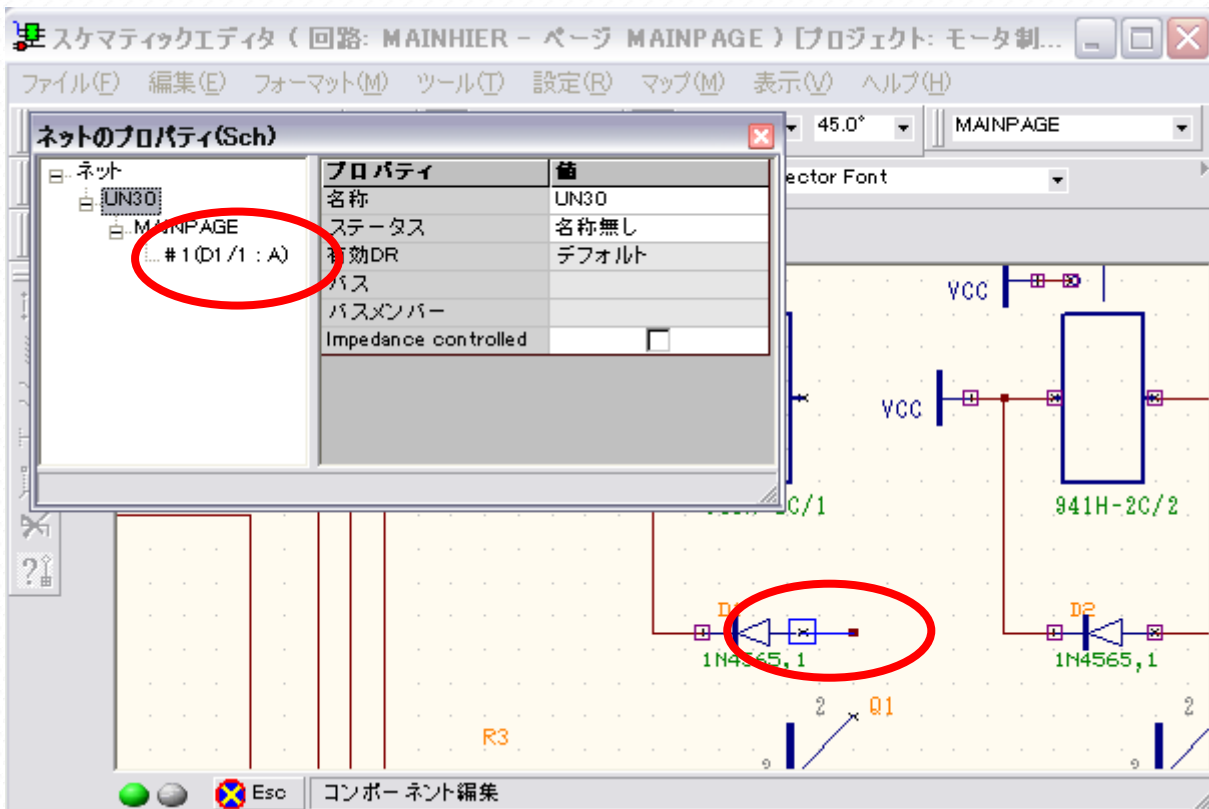 スケマティックエディタ ( 回路: MAINHIER - ページ MAINPAGE ) [プロジェクト: モータ制...
ファイル(F) 編集(E) フォーマット(M) ツール(T) 設定(R) マップ(M) 表示(V) ヘルプ(H)
45.0° MAINPAGE
ector Font
ネットのプロパティ(Sch)
ネット
UN30
MAINPAGE
#1(D1/1 : A)
プロパティ 値
名称 UN30
ステータス 名称無し
有効DR デフォルト
バス
バスメンバー
Impedance controlled
VCC
VCC
C/1
941H-2C/2
D1 D2
1N4565,1 1N4565,1
2 Q1 2
R3
Esc コンポーネント編集